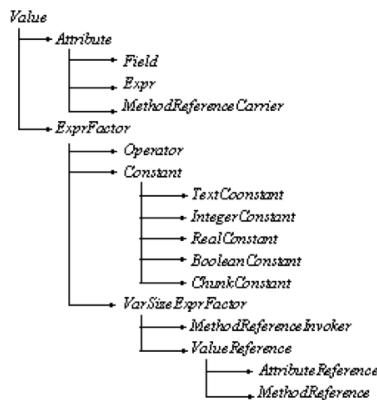 Value
Attribute
Field
Expr
MethodReferenceCarrier
ExprFactor
Operator
Constant
TextCoonstant
IntegerConstant
RealConstant
BooleanConstant
ChunkConstant
VarSizeExprFactor
MethodReferenceInvoker
ValueReference
AttributeReference
MethodReference